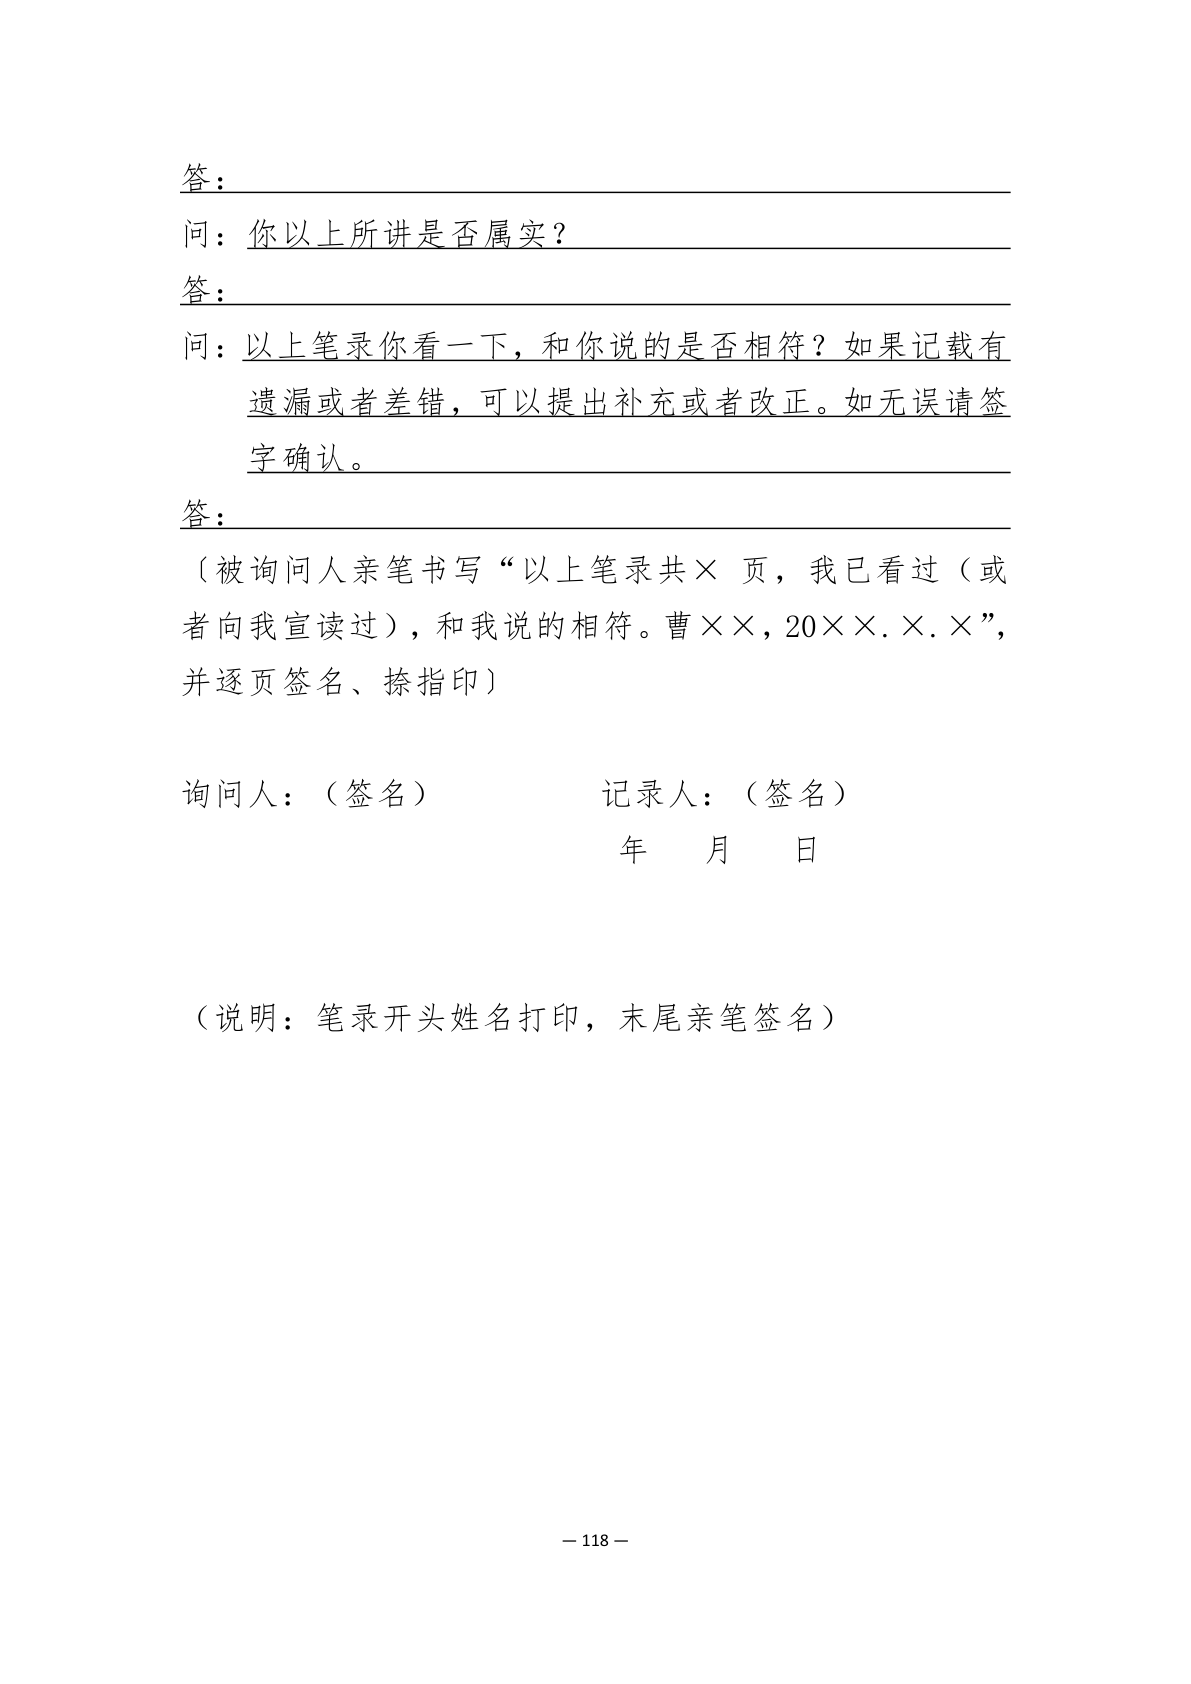 答：
问：你以上所讲是否属实？
答：
问：以上笔录你看一下，和你说的是否相符？如果记载有
遗漏或者差错，可以提出补充或者改正。如无误请签
字确认。
答：
〔被询问人亲笔书写“以上笔录共× 页，我已看过（或
者向我宣读过），和我说的相符。曹××，20××.×.×”，
并逐页签名、捺指印〕
询问人：（签名） 记录人：（签名）
年 月 日
（说明：笔录开头姓名打印，末尾亲笔签名）
— 118 —